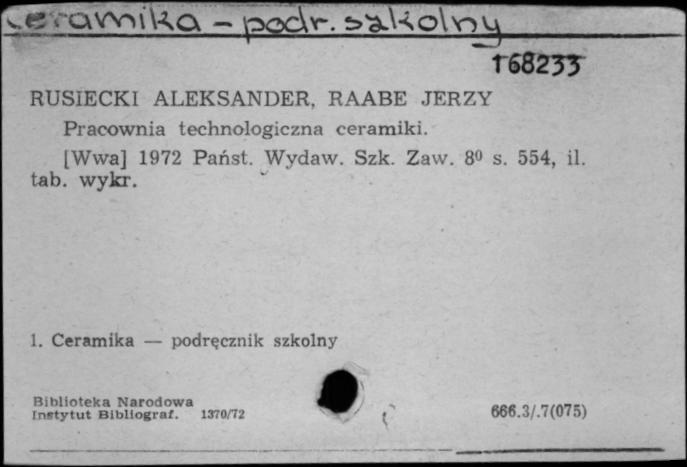 ceramika – podr. szkolny
168233
RUSIECKI ALEKSANDER, RAABE JERZY
Pracownia technologiczna ceramiki.
[Wwa] 1972 Państ. Wydaw. Szk. Zaw. 8⁰ s. 554, il.
tab. wykr.
1. Ceramika — podręcznik szkolny
Biblioteka Narodowa
Instytut Bibliograf. 1370/72
666.3/.7(075)